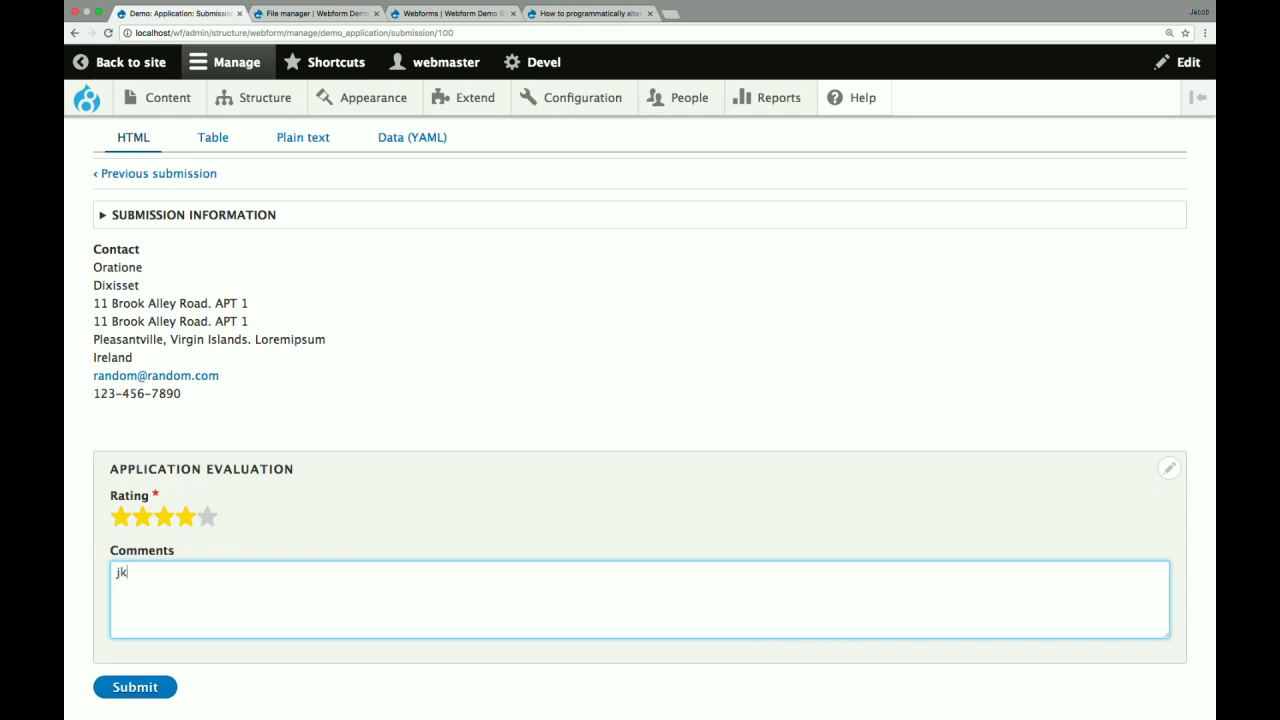 Demo: Application: Submissio
File manager | Webform Demo
Webforms | Webform Demo S
How to programmatically alter
Jacob
localhost/wf/admin/structure/webform/manage/demo_application/submission/100
Back to site
Manage
Shortcuts
webmaster
Devel
Edit
Content
Structure
Appearance
Extend
Configuration
People
Reports
Help
HTML
Table
Plain text
Data (YAML)
‹ Previous submission
SUBMISSION INFORMATION
Contact
Oratione
Dixisset
11 Brook Alley Road. APT 1
11 Brook Alley Road. APT 1
Pleasantville, Virgin Islands. Loremipsum
Ireland
random@random.com
123-456-7890
APPLICATION EVALUATION
Rating *
Comments
jk
Submit